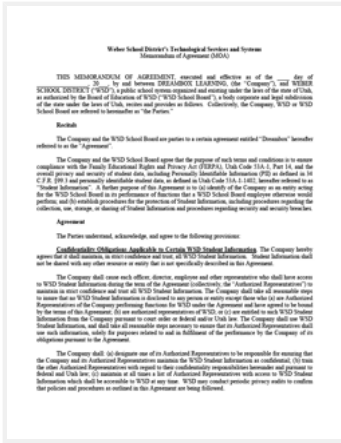 Weber School District's Technological Services and Systems
Memorandum of Agreement (MOA)
THIS MEMORANDUM OF AGREEMENT, executed and effective as of the ____ day of
____________, 20__, by and between DREAMBOX LEARNING, (the "Company"), and WEBER
SCHOOL DISTRICT ("WSD"), a public school system organized and existing under the laws of the state of Utah,
as authorized by the Board of Education of WSD ("WSD School Board"), a body corporate and legal subdivision
of the state under the laws of Utah, recites and provides as follows. Collectively, the Company, WSD or WSD
School Board are referred to hereinafter as "the Parties."
Recitals
The Company and the WSD School Board are parties to a certain agreement entitled "Dreambox" hereafter
referred to as the "Agreement".
The Company and the WSD School Board agree that the purpose of such terms and conditions is to ensure
compliance with the Family Educational Rights and Privacy Act (FERPA), Utah Code 53A-1, Part 14, and the
overall privacy and security of student data, including Personally Identifiable Information (PII) as defined in 34
C.F.R. §99.3 and personally identifiable student data, as defined in Utah Code 53A-1-1402, hereafter referred to as
"Student Information". A further purpose of this Agreement is to (a) identify of the Company as an entity acting
for the WSD School Board in its performance of functions that a WSD School Board employee otherwise would
perform; and (b) establish procedures for the protection of Student Information, including procedures regarding the
collection, use, storage, or sharing of Student Information and procedures regarding security and security breaches.
Agreement
The Parties understand, acknowledge, and agree to the following provisions:
Confidentiality Obligations Applicable to Certain WSD Student Information. The Company hereby
agrees that it shall maintain, in strict confidence and trust, all WSD Student Information. Student Information shall
not be shared with any other resource or entity that is not specifically described in this Agreement.
The Company shall cause each officer, director, employee and other representative who shall have access
to WSD Student Information during the term of the Agreement (collectively, the "Authorized Representatives") to
maintain in strict confidence and trust all WSD Student Information. The Company shall take all reasonable steps
to insure that no WSD Student Information is disclosed to any person or entity except those who (a) are Authorized
Representatives of the Company performing functions for WSD under the Agreement and have agreed to be bound
by the terms of this Agreement; (b) are authorized representatives of WSD, or (c) are entitled to such WSD Student
Information from the Company pursuant to court order or federal and/or Utah law. The Company shall use WSD
Student Information, and shall take all reasonable steps necessary to ensure that its Authorized Representatives shall
use such information, solely for purposes related to and in fulfillment of the performance by the Company of its
obligations pursuant to the Agreement.
The Company shall: (a) designate one of its Authorized Representatives to be responsible for ensuring that
the Company and its Authorized Representatives maintain the WSD Student Information as confidential; (b) train
the other Authorized Representatives with regard to their confidentiality responsibilities hereunder and pursuant to
federal and Utah law; (c) maintain at all times a list of Authorized Representatives with access to WSD Student
Information which shall be accessible to WSD at any time. WSD may conduct periodic privacy audits to confirm
that policies and procedures as outlined in this Agreement are being followed.